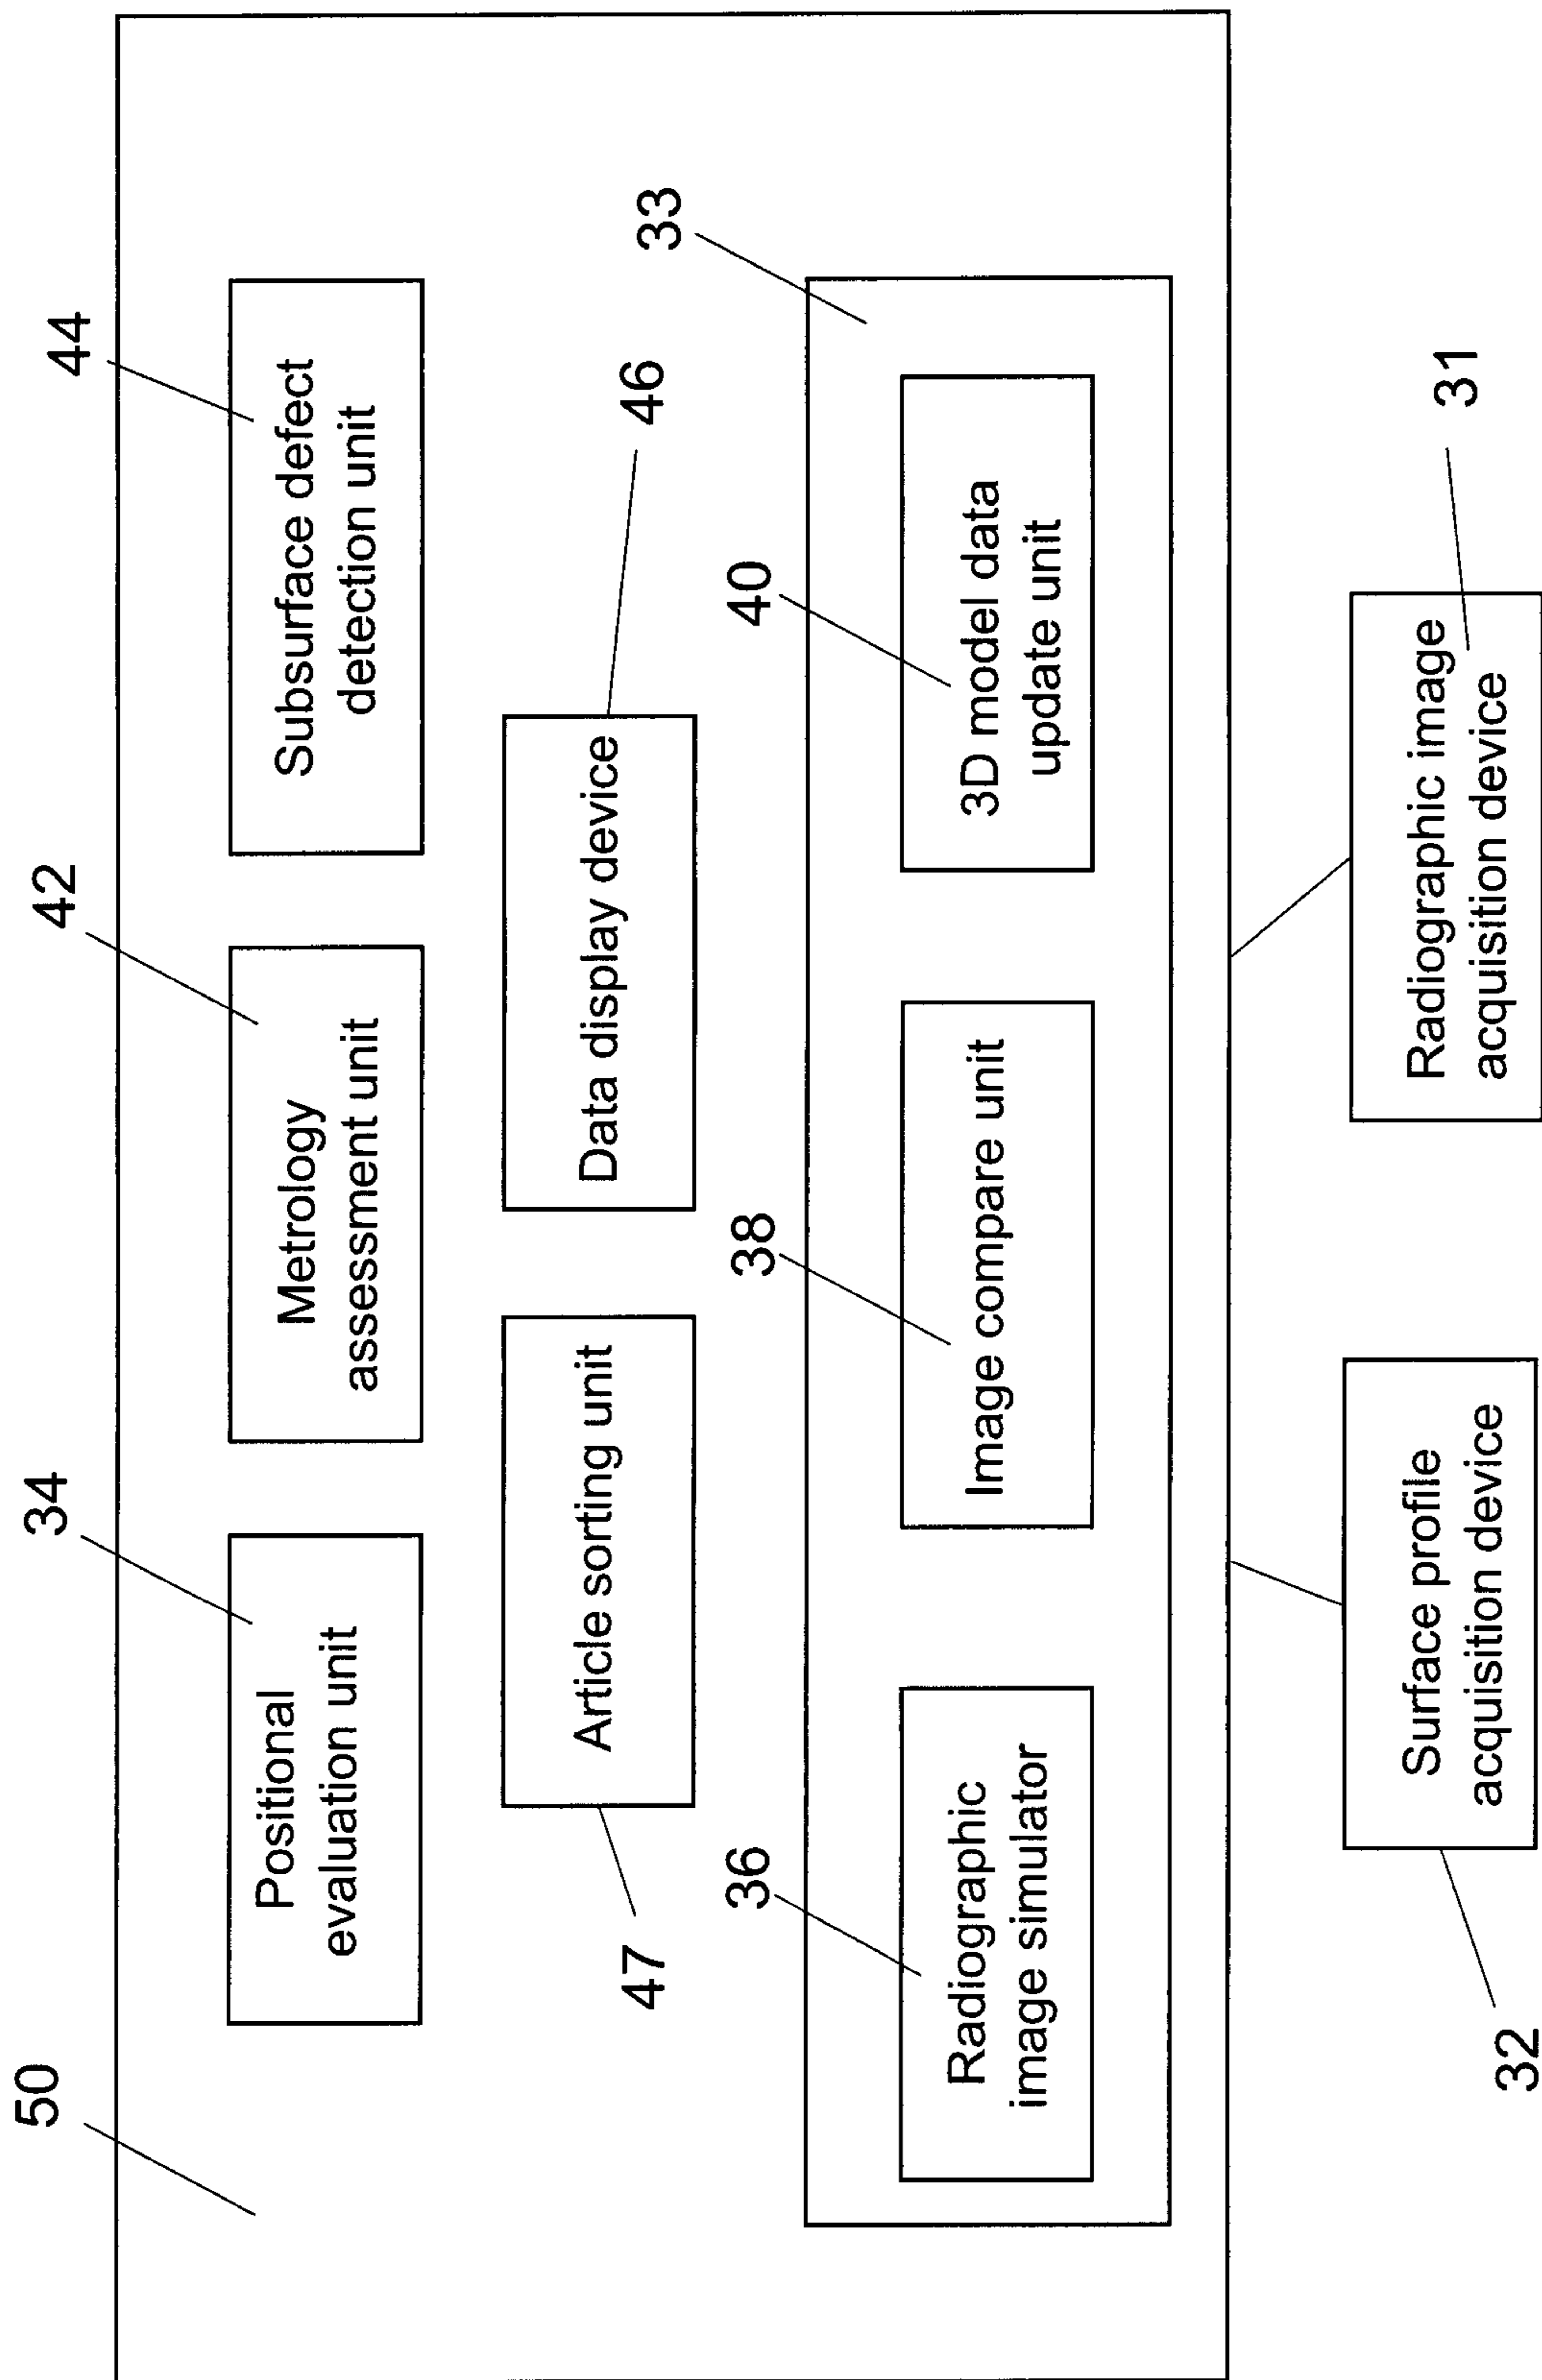 50
34
42
44
Positional
evaluation unit
Metrology
assessment unit
Subsurface defect
detection unit
47
Article sorting unit
Data display device
46
36
38
40
33
Radiographic
image simulator
Image compare unit
3D model data
update unit
32
Surface profile
acquisition device
Radiographic image
acquisition device
31